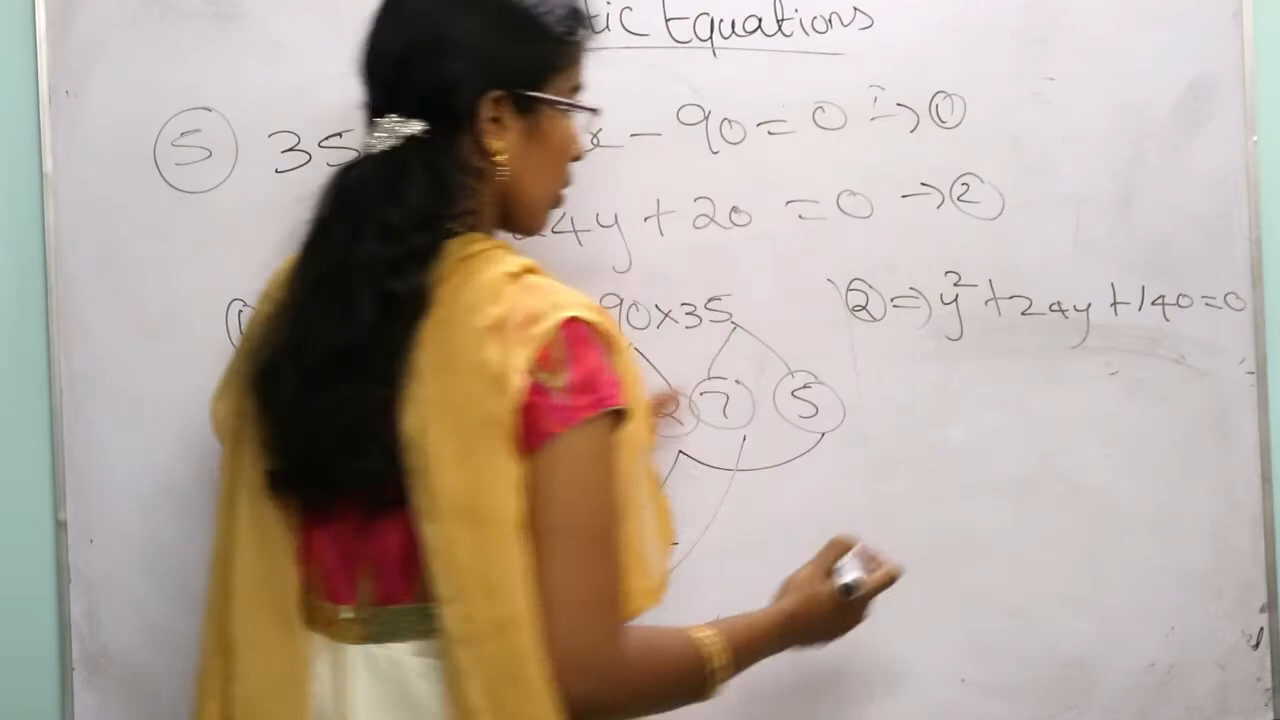 Equations
5 35 x - 90 = 0 → 1
4y + 20 = 0 → 2
90×35
2 ⇒ y² + 24y + 140 = 0
2 7 5